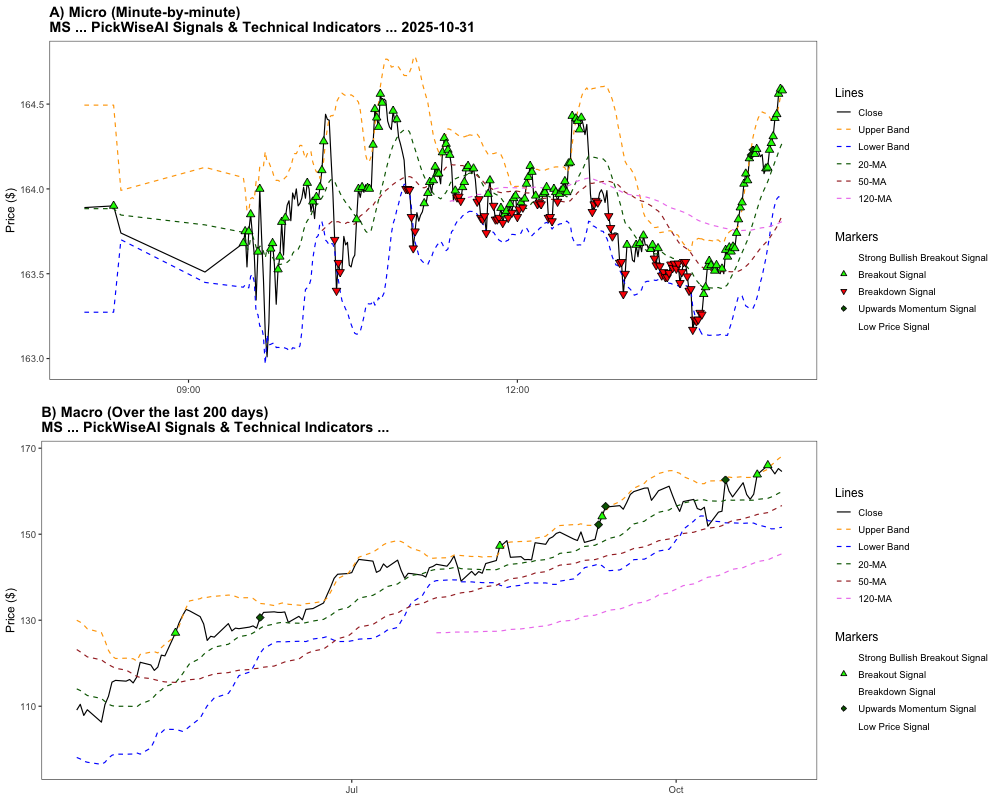 A) Micro (Minute-by-minute)
MS ... PickWiseAI Signals & Technical Indicators ... 2025-10-31
Price ($)
164.5
164.0
163.5
163.0
09:00
12:00
Lines
Close
Upper Band
Lower Band
20-MA
50-MA
120-MA
Markers
Strong Bullish Breakout Signal
Breakout Signal
Breakdown Signal
Upwards Momentum Signal
Low Price Signal
B) Macro (Over the last 200 days)
MS ... PickWiseAI Signals & Technical Indicators ...
Price ($)
170
150
130
110
Jul
Oct
Lines
Close
Upper Band
Lower Band
20-MA
50-MA
120-MA
Markers
Strong Bullish Breakout Signal
Breakout Signal
Breakdown Signal
Upwards Momentum Signal
Low Price Signal